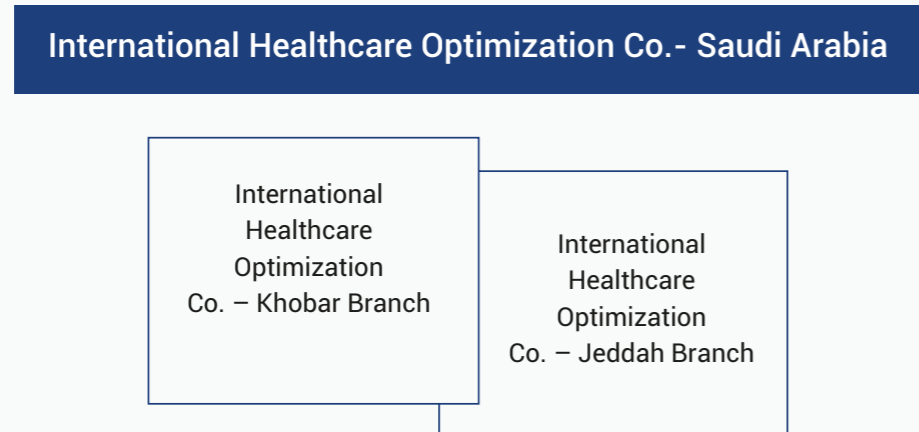 International Healthcare Optimization Co.- Saudi Arabia
International
Healthcare
Optimization
Co. – Khobar Branch
International
Healthcare
Optimization
Co. – Jeddah Branch